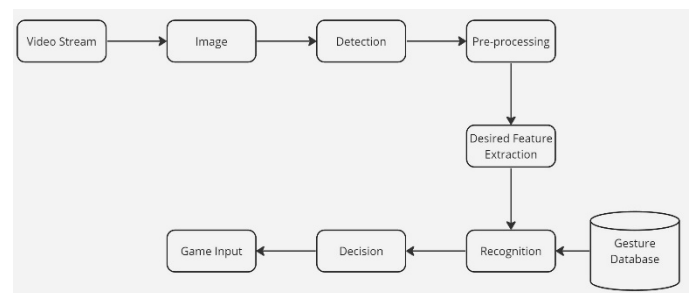 Video Stream
Image
Detection
Pre-processing
Desired Feature
Extraction
Game Input
Decision
Recognition
Gesture
Database